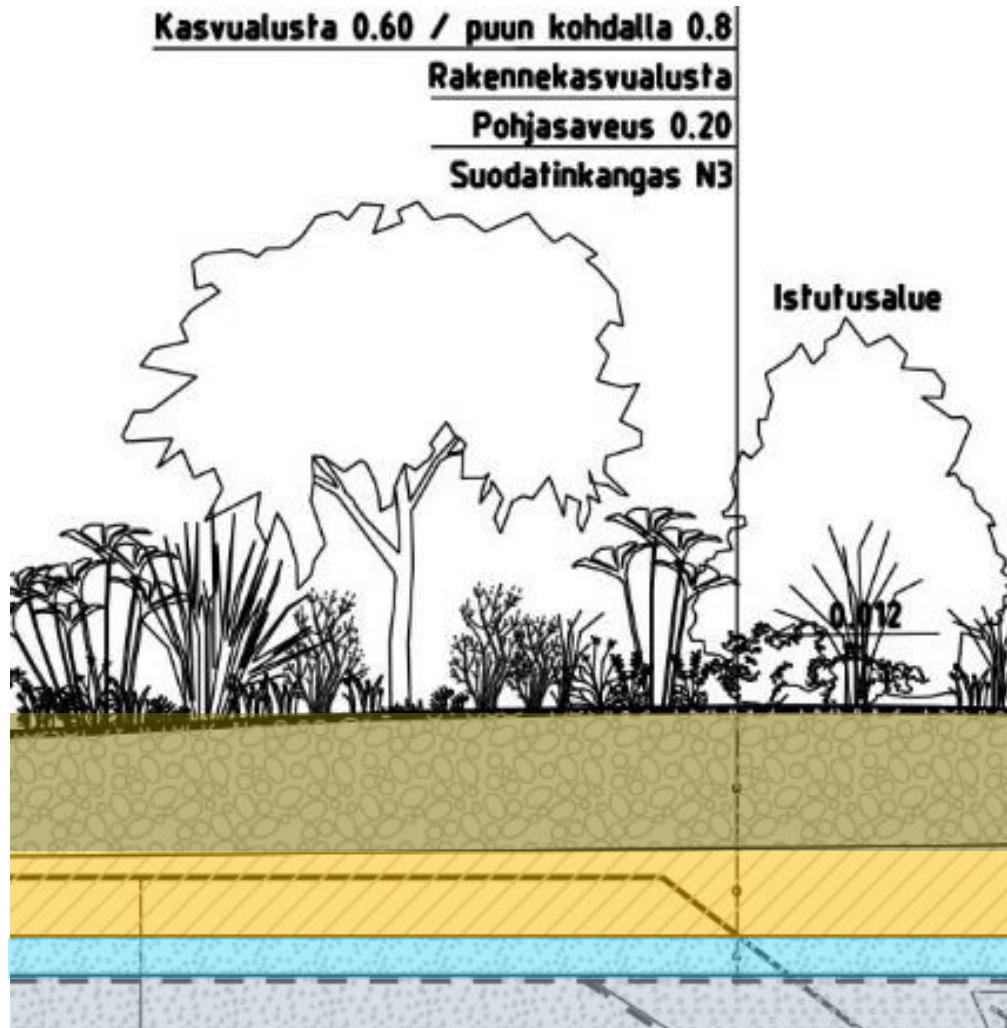 Kasvualusta 0.60 / puun kohdalla 0.8
Rakennekasvualusta
Pohjasaveus 0.20
Suodatinkangas N3
Istutusalue
0.012